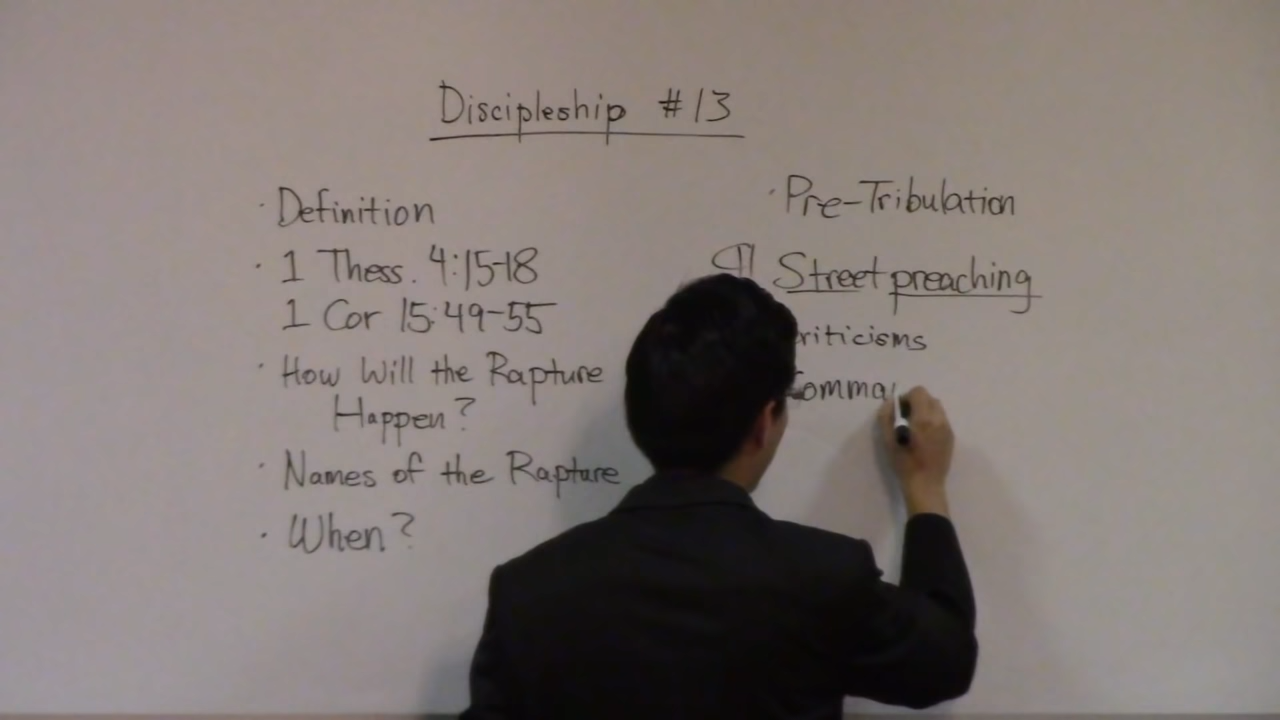 Discipleship #13
· Definition
· 1 Thess. 4:15-18
1 Cor 15:49-55
· How Will the Rapture
Happen?
· Names of the Rapture
· When?
· Pre-Tribulation
¶ Street preaching
riticisms
Comma